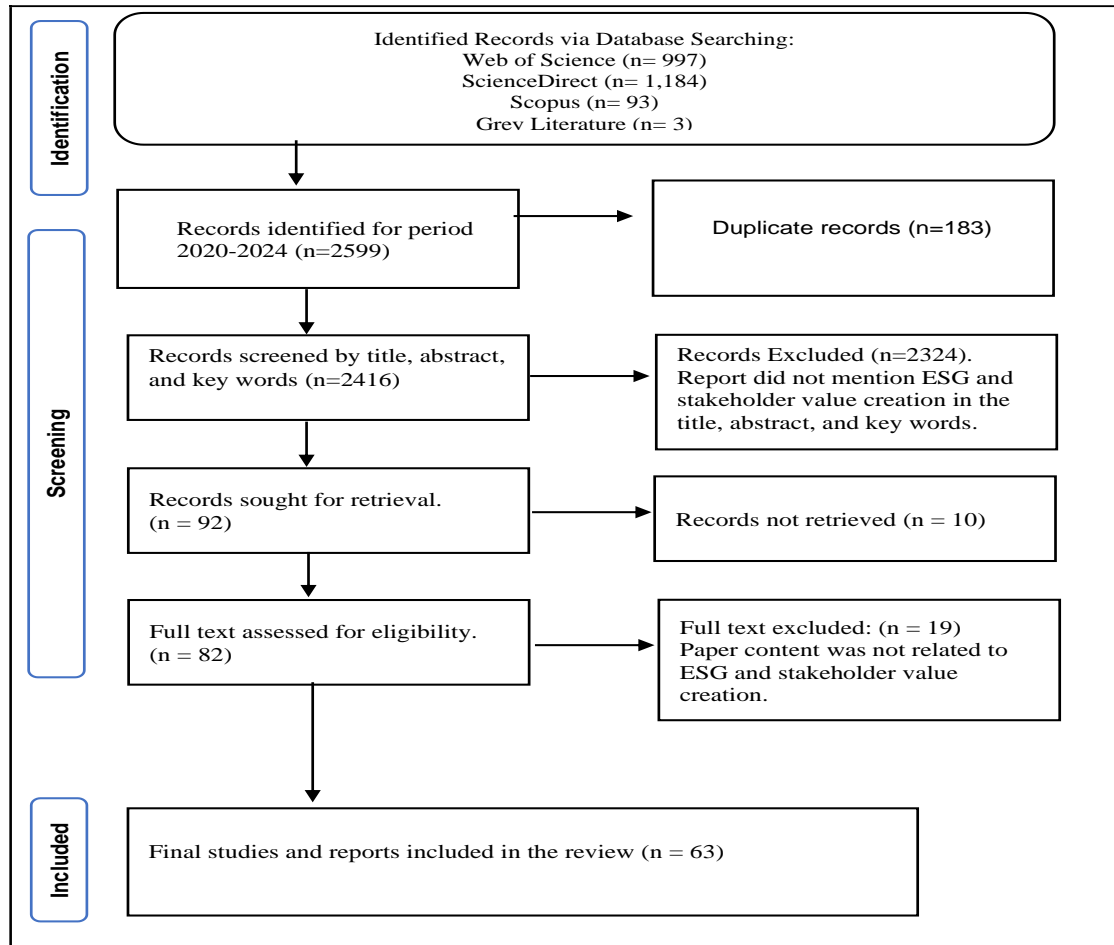 Identification
Identified Records via Database Searching:
Web of Science (n= 997)
ScienceDirect (n= 1,184)
Scopus (n= 93)
Grey Literature (n= 3)
Records identified for period
2020-2024 (n=2599)
Duplicate records (n=183)
Screening
Records screened by title, abstract,
and key words (n=2416)
Records Excluded (n=2324).
Report did not mention ESG and
stakeholder value creation in the
title, abstract, and key words.
Records sought for retrieval.
(n = 92)
Records not retrieved (n = 10)
Full text assessed for eligibility.
(n = 82)
Full text excluded: (n = 19)
Paper content was not related to
ESG and stakeholder value
creation.
Included
Final studies and reports included in the review (n = 63)